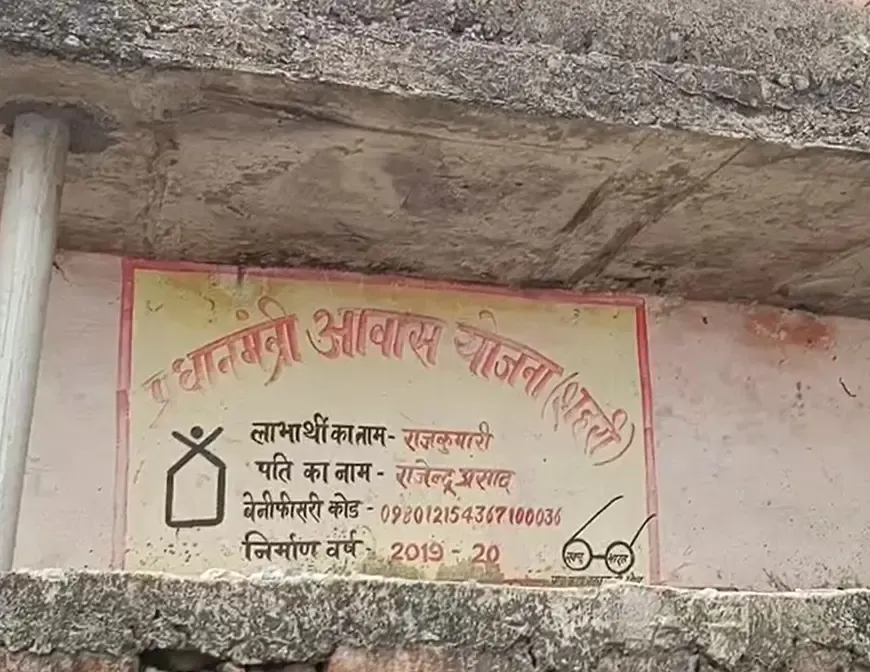 प्रधानमंत्री आवास योजना (शहरी)
लाभार्थी का नाम - राजकुमारी
पति का नाम - राजेन्द्र प्रसाद
बेनीफीसरी कोड - 098012154367100036
निर्माण वर्ष - 2019 - 20
स्वच्छ भारत